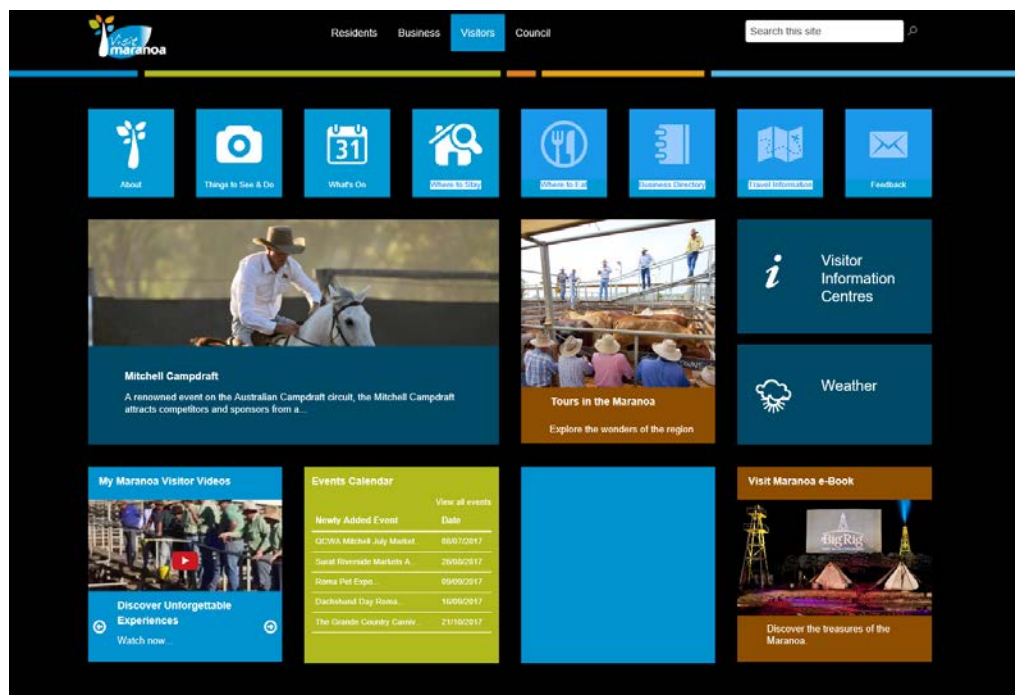 Visit
maranoa
Residents
Business
Visitors
Council
Search this site
About
Things to See & Do
31
What's On
Where to Stay
Where to Eat
Business Directory
Travel Information
Feedback
Mitchell Campdraft
A renowned event on the Australian Campdraft circuit, the Mitchell Campdraft
attracts competitors and sponsors from a...
Tours in the Maranoa
Explore the wonders of the region
i
Visitor
Information
Centres
Weather
My Maranoa Visitor Videos
Discover Unforgettable
Experiences
Watch now...
Events Calendar
View all events
Newly Added Event Date
QCWA Mitchell July Market... 08/07/2017
Surat Riverside Markets A... 26/08/2017
Roma Pet Expo... 09/09/2017
Dachshund Day Roma... 16/09/2017
The Grande Country Carniv... 21/10/2017
Visit Maranoa e-Book
BigRig
Discover the treasures of the
Maranoa.